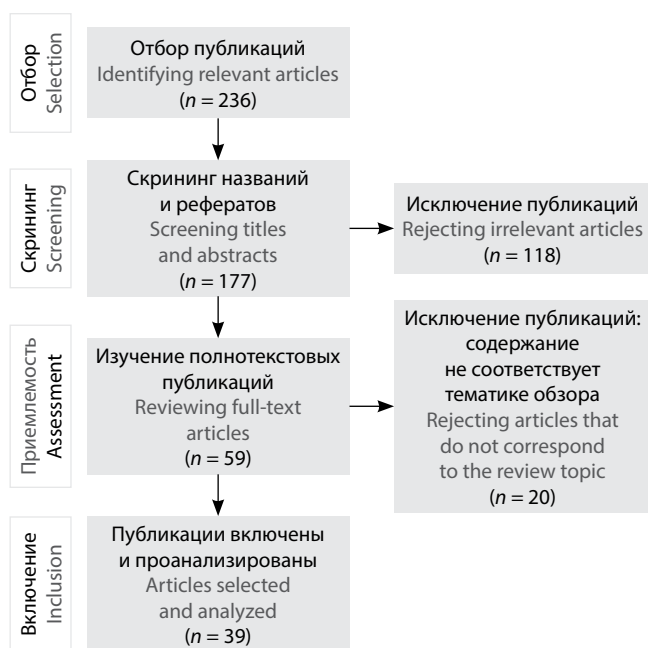 Отбор
Selection
Отбор публикаций
Identifying relevant articles
(n = 236)
Скрининг
Screening
Скрининг названий
и рефератов
Screening titles
and abstracts
(n = 177)
Исключение публикаций
Rejecting irrelevant articles
(n = 118)
Приемлемость
Assessment
Изучение полнотекстовых
публикаций
Reviewing full-text
articles
(n = 59)
Исключение публикаций:
содержание
не соответствует
тематике обзора
Rejecting articles that
do not correspond
to the review topic
(n = 20)
Включение
Inclusion
Публикации включены
и проанализированы
Articles selected
and analyzed
(n = 39)